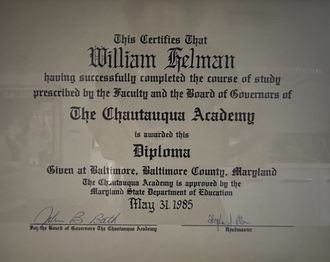 This Certifies That
William Helman
having successfully completed the course of study
prescribed by the Faculty and the Board of Governors of
The Chautauqua Academy
is awarded this
Diploma
Given at Baltimore, Baltimore County, Maryland
The Chautauqua Academy is approved by the
Maryland State Department of Education
May 31, 1985
For the Board of Governors The Chautauqua Academy
Headmaster